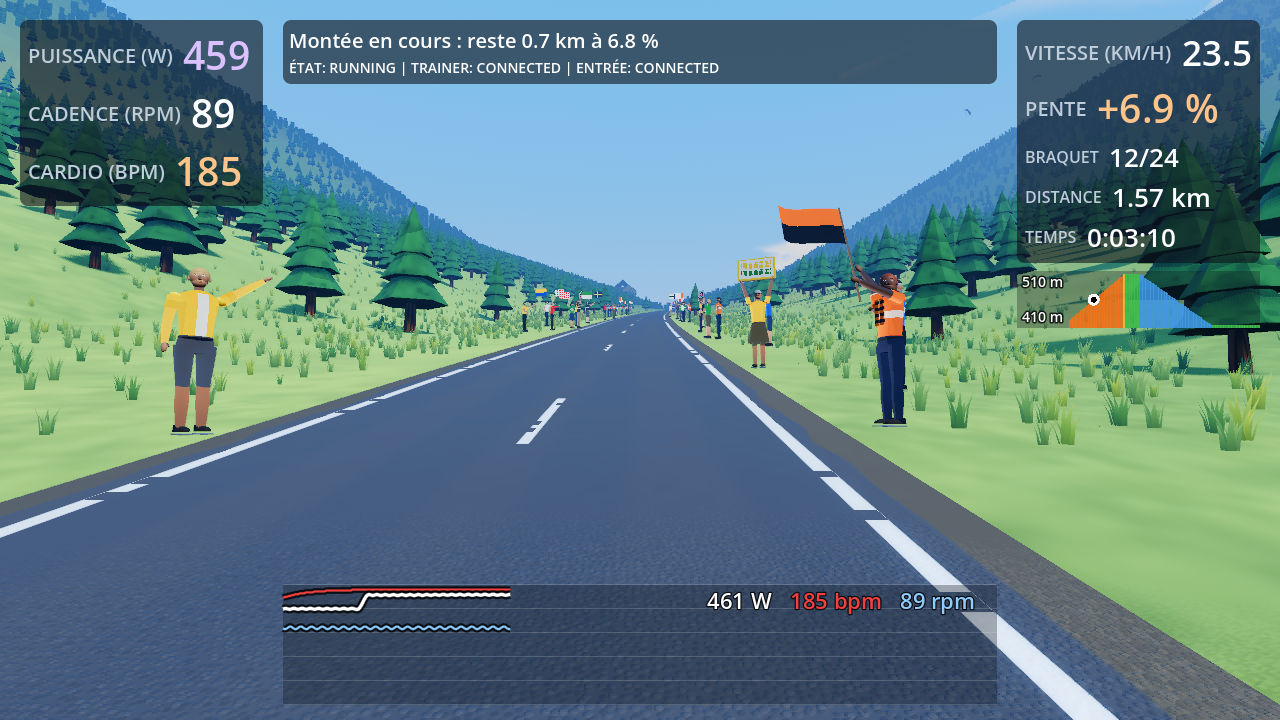 PUISSANCE (W) 459
CADENCE (RPM) 89
CARDIO (BPM) 185
Montée en cours : reste 0.7 km à 6.8 %
ÉTAT: RUNNING | TRAINER: CONNECTED | ENTRÉE: CONNECTED
VITESSE (KM/H) 23.5
PENTE +6.9 %
BRAQUET 12/24
DISTANCE 1.57 km
TEMPS 0:03:10
510 m
410 m
461 W 185 bpm 89 rpm